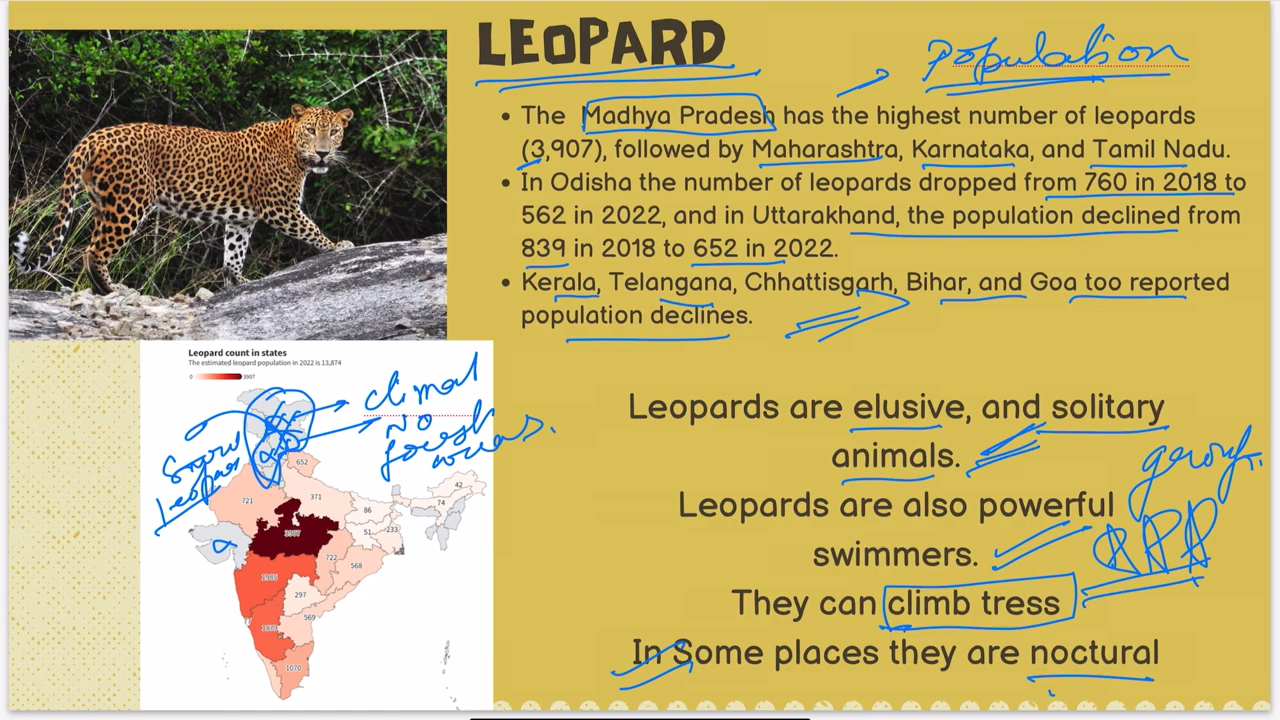 LEOPARD
Population
• The Madhya Pradesh has the highest number of leopards
(3,907), followed by Maharashtra, Karnataka, and Tamil Nadu.
• In Odisha the number of leopards dropped from 760 in 2018 to
562 in 2022, and in Uttarakhand, the population declined from
839 in 2018 to 652 in 2022.
• Kerala, Telangana, Chhattisgarh, Bihar, and Goa too reported
population declines.
Leopard count in states
The estimated leopard population in 2022 is 13,874
0 3907
climat
No
forest
areas.
Snow
Leopard
652
721
371
42
74
86
51
233
3907
722
568
1985
297
569
1879
1070
Leopards are elusive, and solitary
animals.
Leopards are also powerful
swimmers.
They can climb tress
In Some places they are noctural